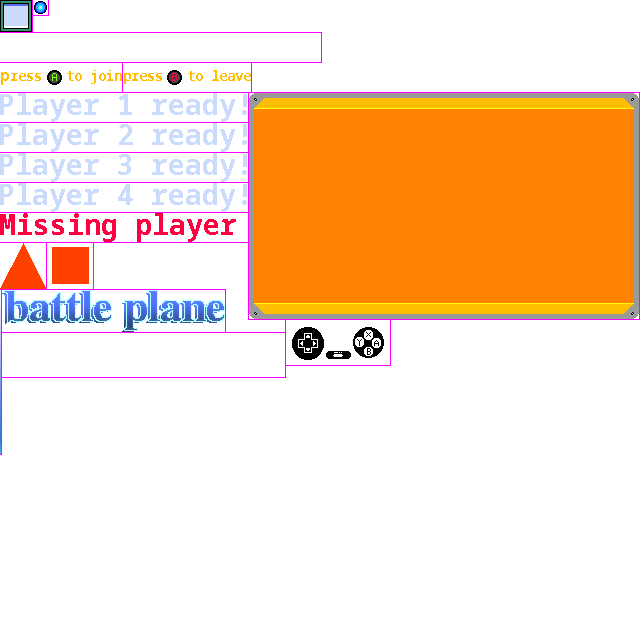 press A to join
press B to leave
Player 1 ready!
Player 2 ready!
Player 3 ready!
Player 4 ready!
Missing player
battle plane
X
Y A
B